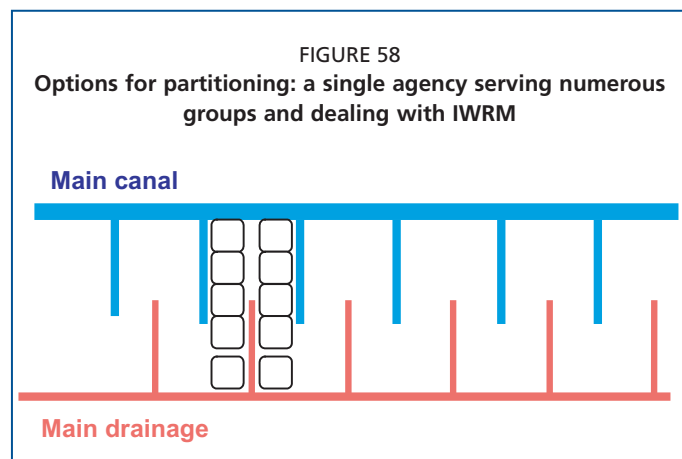 FIGURE 58
Options for partitioning: a single agency serving numerous
groups and dealing with IWRM
Main canal
Main drainage